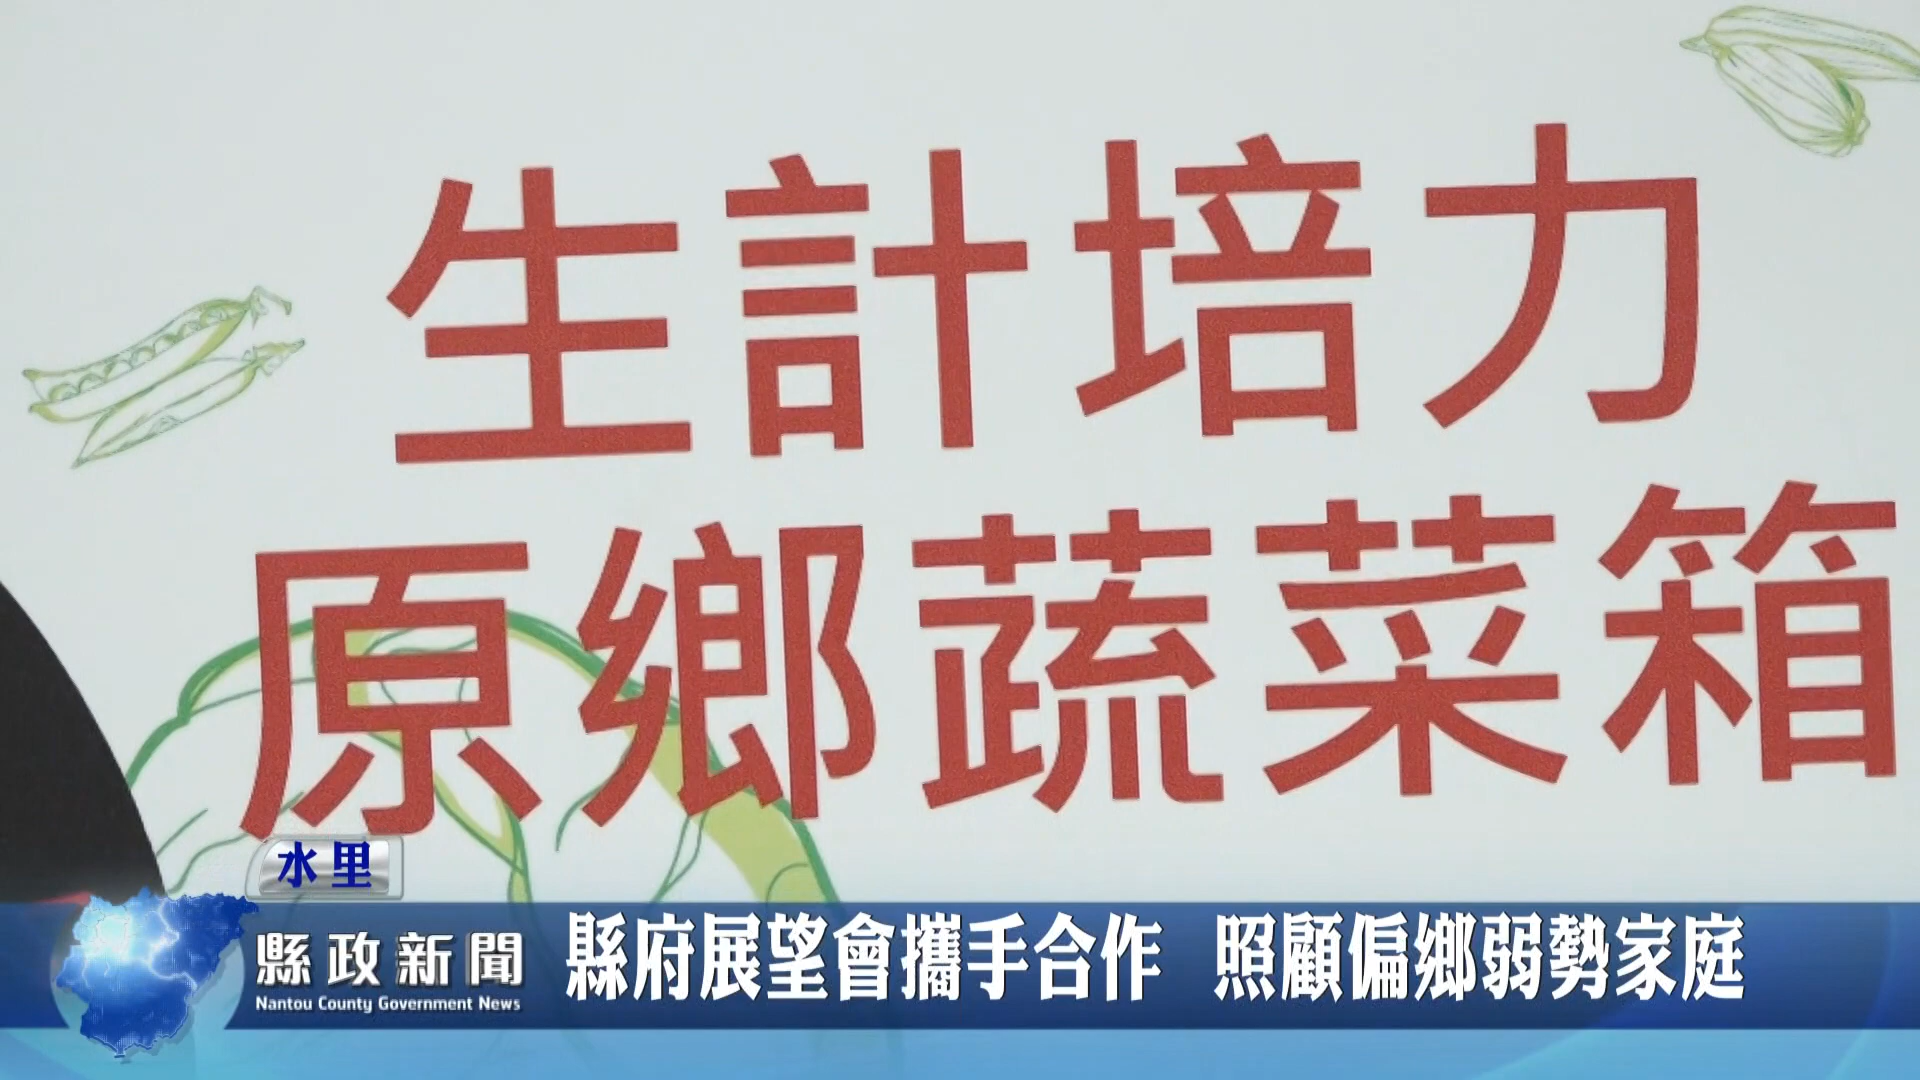 生計培力
原鄉蔬菜箱
水里
縣政新聞
Nantou County Government News
縣府展望會攜手合作 照顧偏鄉弱勢家庭